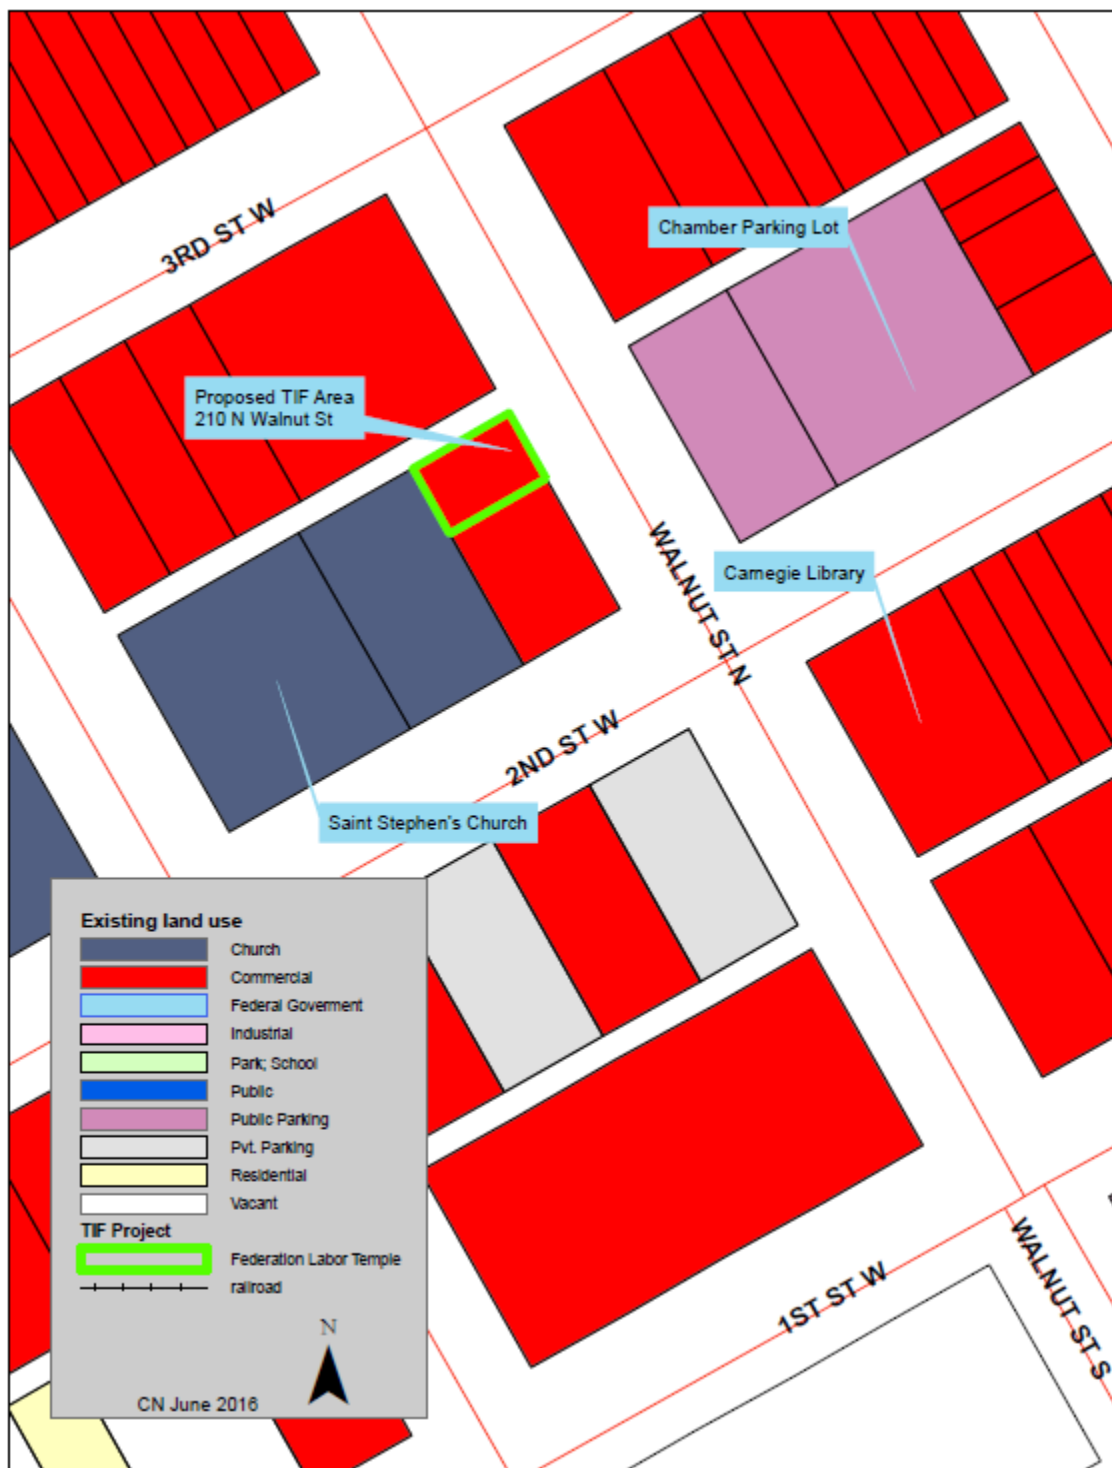 3RD ST W
Chamber Parking Lot
Proposed TIF Area
210 N Walnut St
WALNUT ST N
Carnegie Library
2ND ST W
Saint Stephen's Church
Existing land use
Church
Commercial
Federal Goverment
Industrial
Park; School
Public
Public Parking
Pvt. Parking
Residential
Vacant
TIF Project
Federation Labor Temple
railroad
N
CN June 2016
1ST ST W
WALNUT ST S